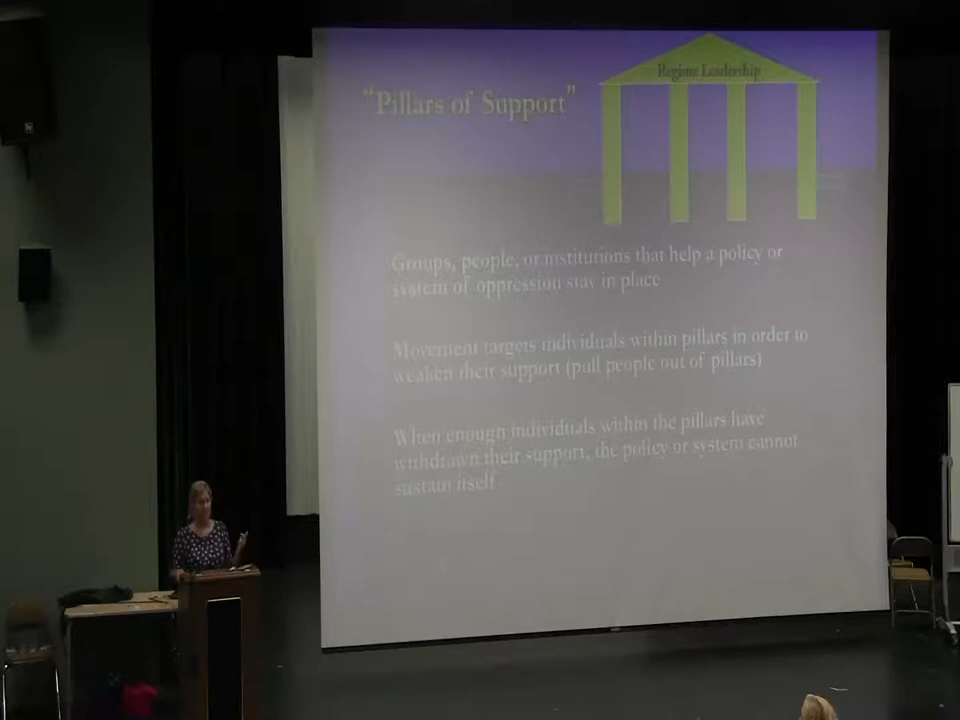 Regime Leadership
“Pillars of Support”
Groups, people, or institutions that help a policy or
system of oppression stay in place
Movement targets individuals within pillars in order to
weaken their support (pull people out of pillars)
When enough individuals within the pillars have
withdrawn their support, the policy or system cannot
sustain itself